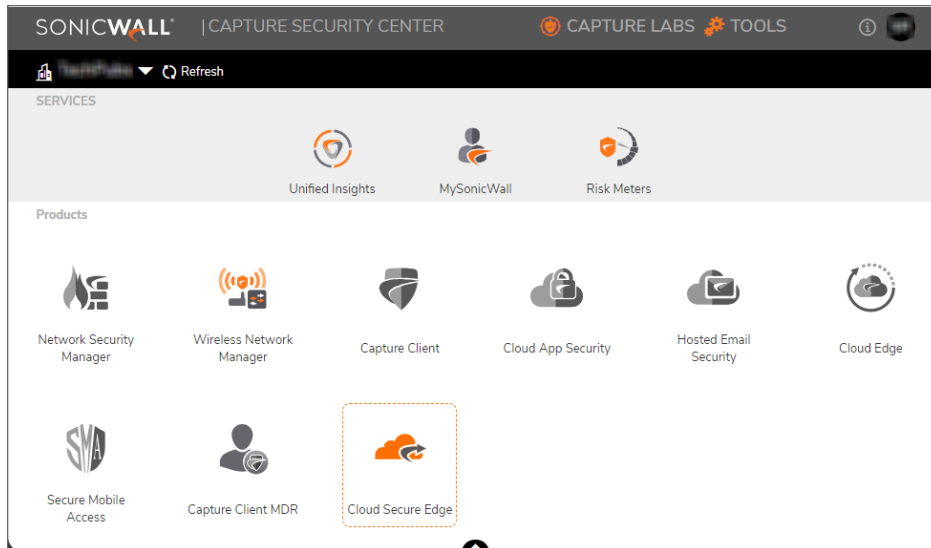 SONICWALL | CAPTURE SECURITY CENTER CAPTURE LABS TOOLS
Refresh
SERVICES
Unified Insights MySonicWall Risk Meters
Products
Network Security Wireless Network Capture Client Cloud App Security Hosted Email Cloud Edge
Manager Manager Security
Secure Mobile Capture Client MDR Cloud Secure Edge
Access
SMA